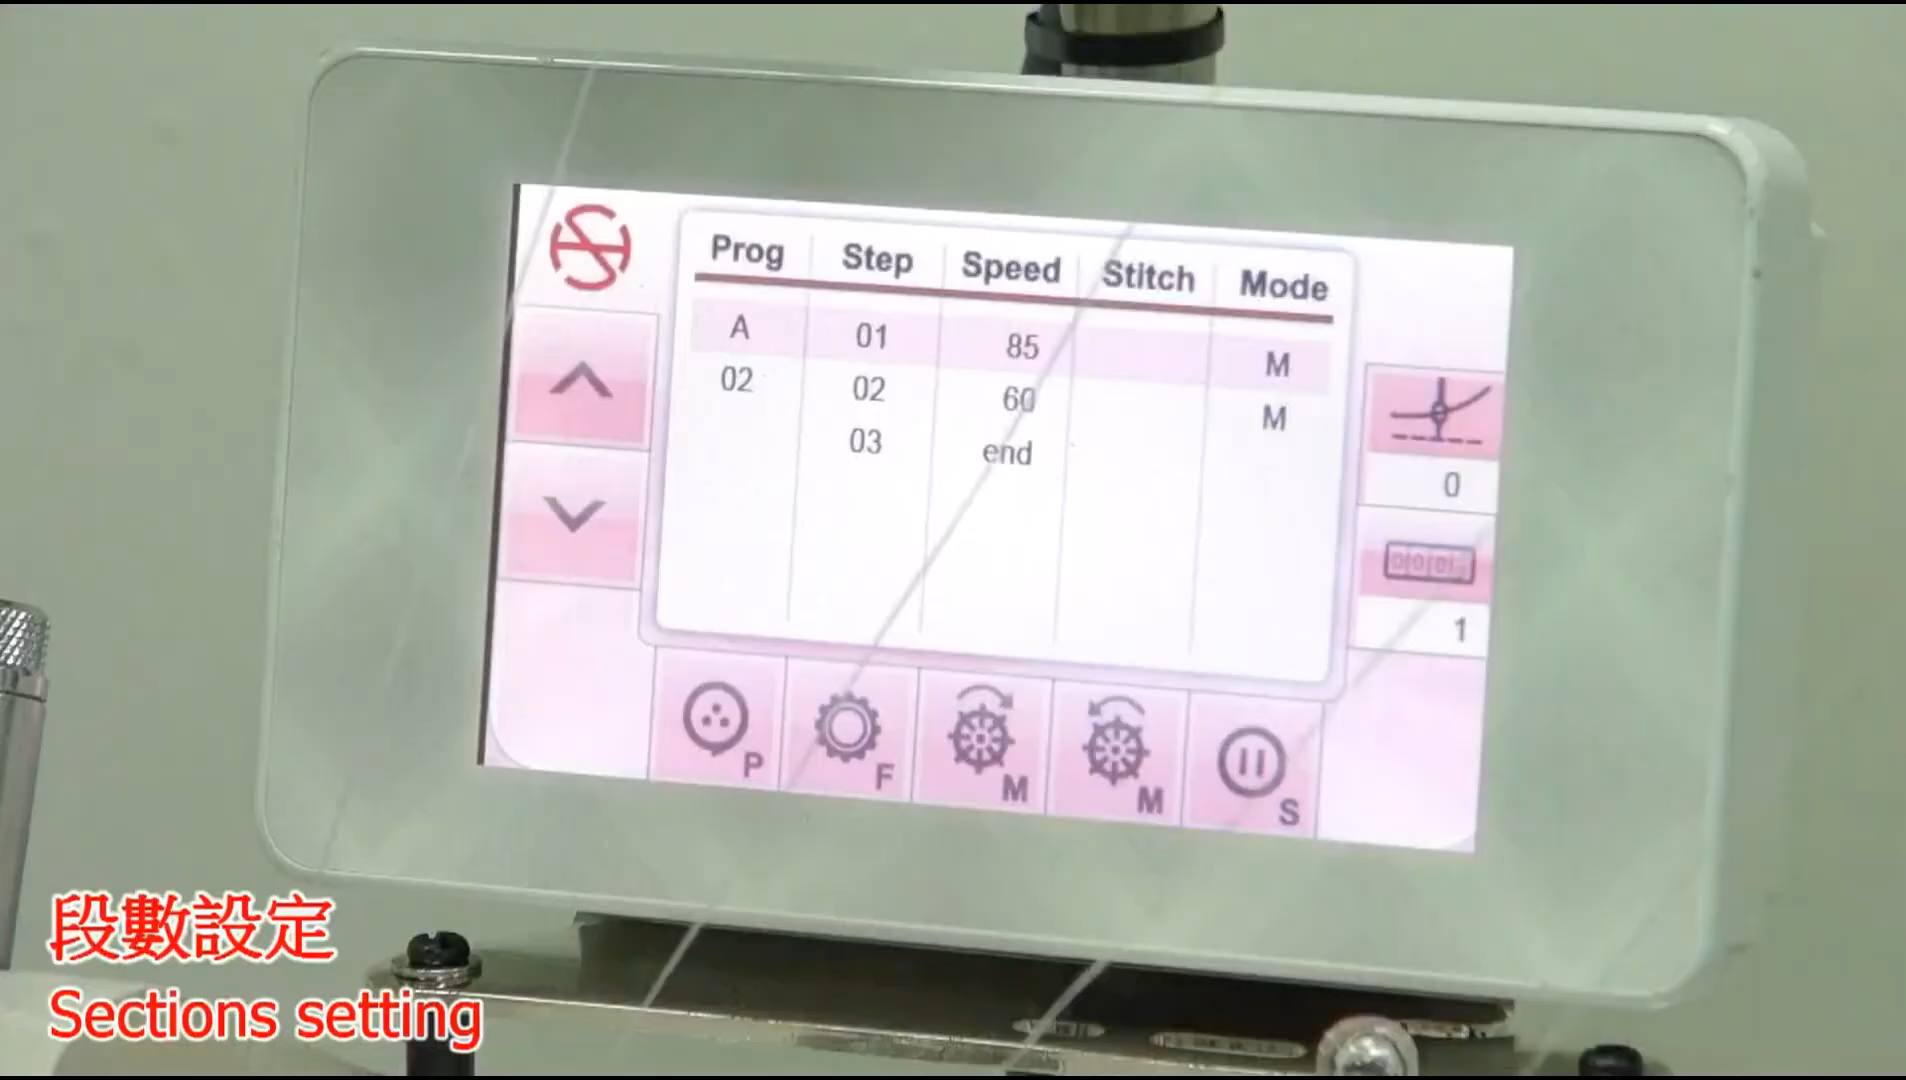 Prog Step Speed Stitch Mode
A 01 85 M
02 02 60 M
03 end
0
1
P F M M S
段數設定
Sections setting